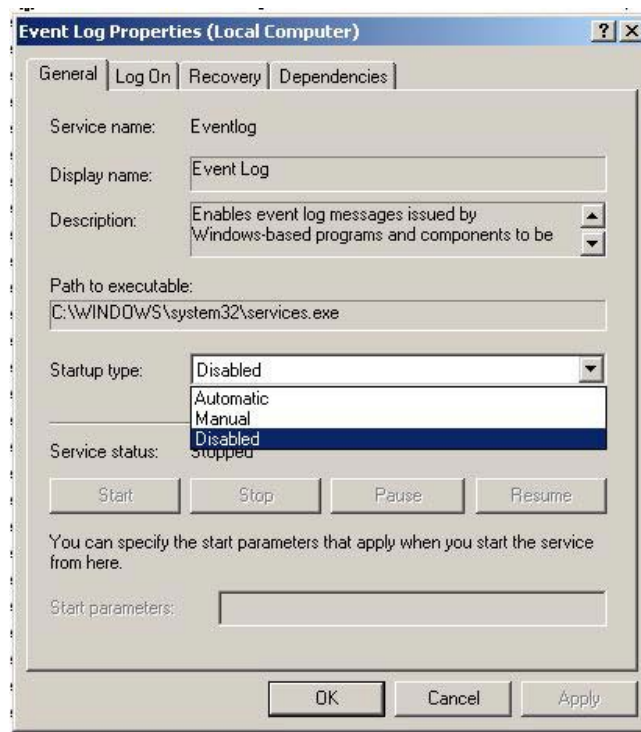 Event Log Properties (Local Computer)
General Log On Recovery Dependencies
Service name: Eventlog
Display name: Event Log
Description: Enables event log messages issued by
Windows-based programs and components to be
Path to executable:
C:\WINDOWS\system32\services.exe
Startup type: Disabled
Automatic
Manual
Disabled
Service status: Stopped
Start Stop Pause Resume
You can specify the start parameters that apply when you start the service
from here.
Start parameters:
OK Cancel Apply